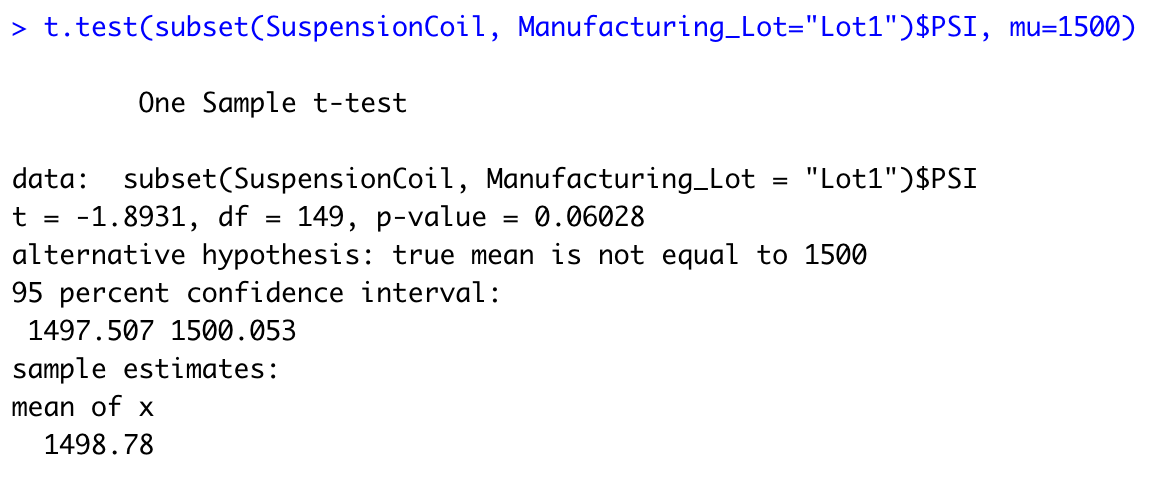 > t.test(subset(SuspensionCoil, Manufacturing_Lot="Lot1")$PSI, mu=1500)
One Sample t-test
data:  subset(SuspensionCoil, Manufacturing_Lot = "Lot1")$PSI
t = -1.8931, df = 149, p-value = 0.06028
alternative hypothesis: true mean is not equal to 1500
95 percent confidence interval:
 1497.507 1500.053
sample estimates:
mean of x
  1498.78